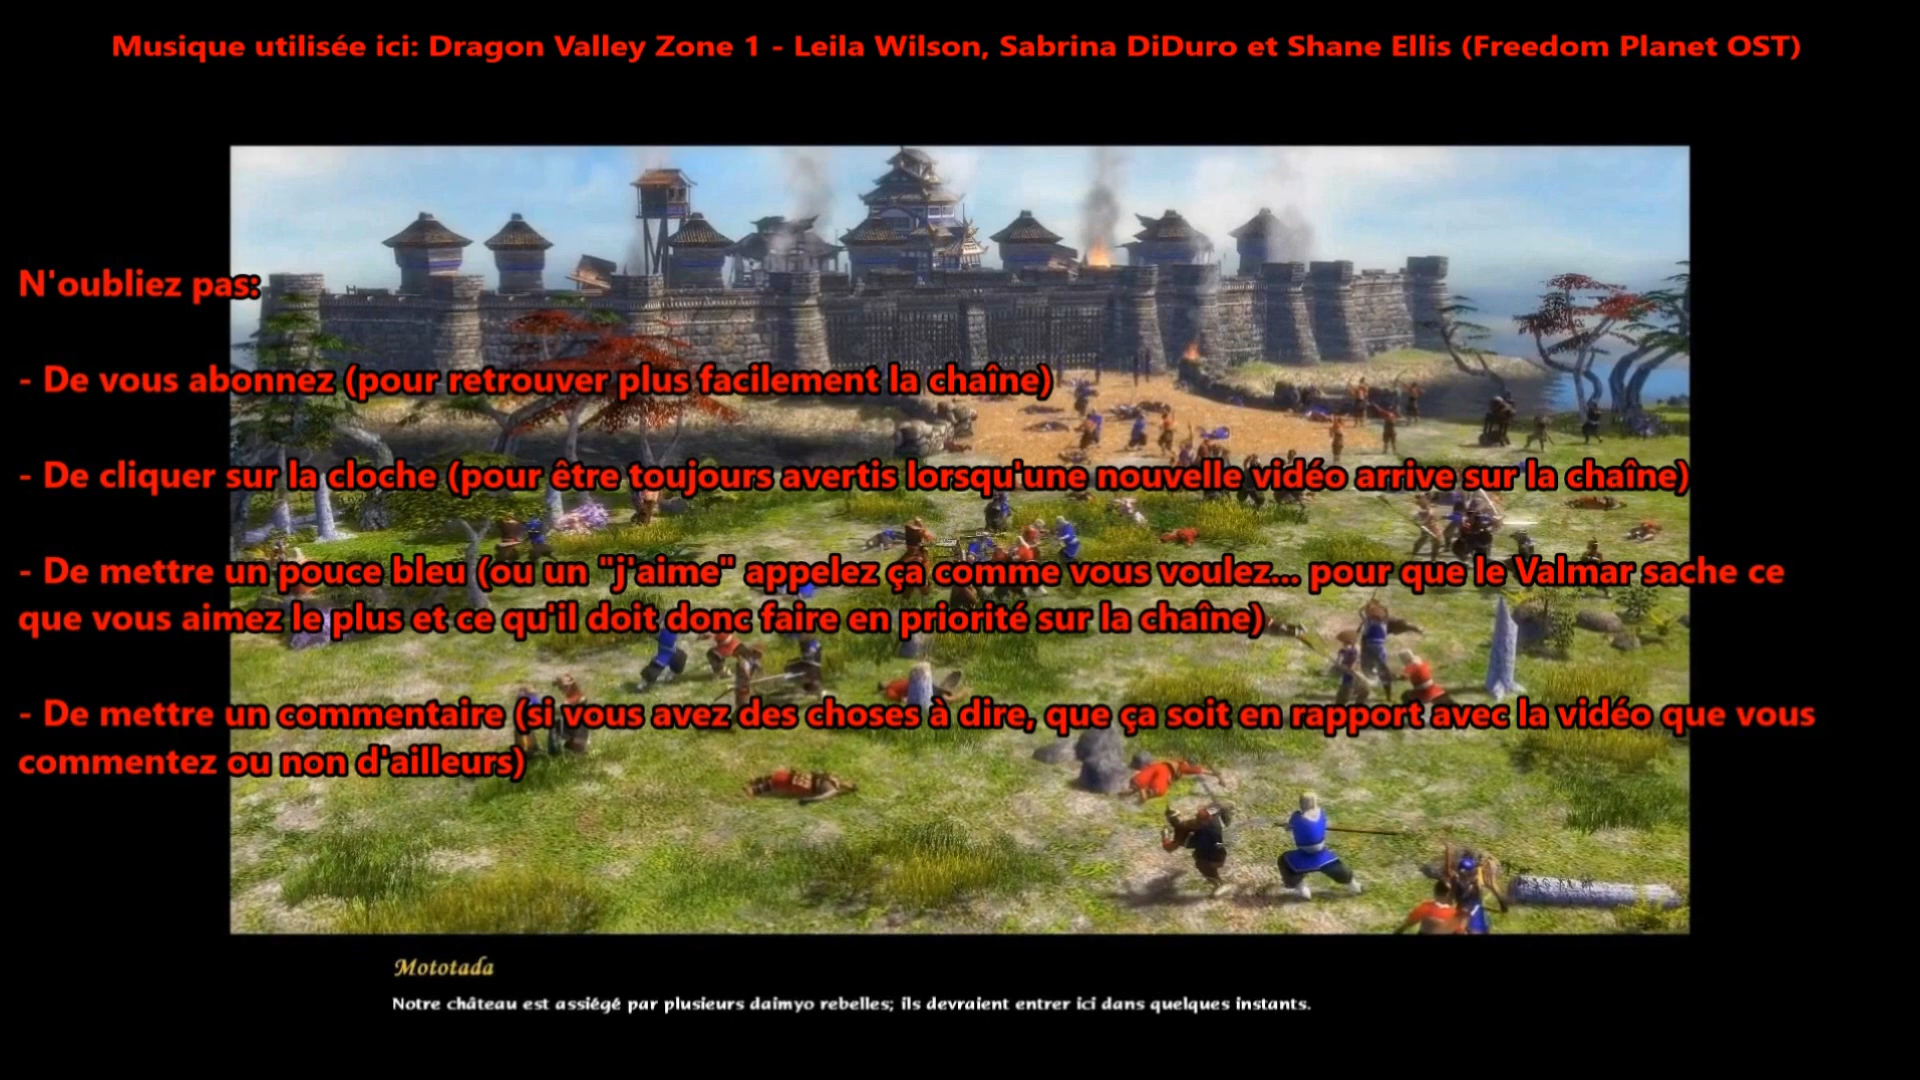 Musique utilisée ici: Dragon Valley Zone 1 - Leila Wilson, Sabrina DiDuro et Shane Ellis (Freedom Planet OST)
N'oubliez pas:
- De vous abonnez (pour retrouver plus facilement la chaîne)
- De cliquer sur la cloche (pour être toujours avertis lorsqu'une nouvelle vidéo arrive sur la chaîne)
- De mettre un pouce bleu (ou un "j'aime" appelez ça comme vous voulez... pour que le Valmar sache ce
que vous aimez le plus et ce qu'il doit donc faire en priorité sur la chaîne)
- De mettre un commentaire (si vous avez des choses à dire, que ça soit en rapport avec la vidéo que vous
commentez ou non d'ailleurs)
Mototada
Notre château est assiégé par plusieurs daimyo rebelles; ils devraient entrer ici dans quelques instants.